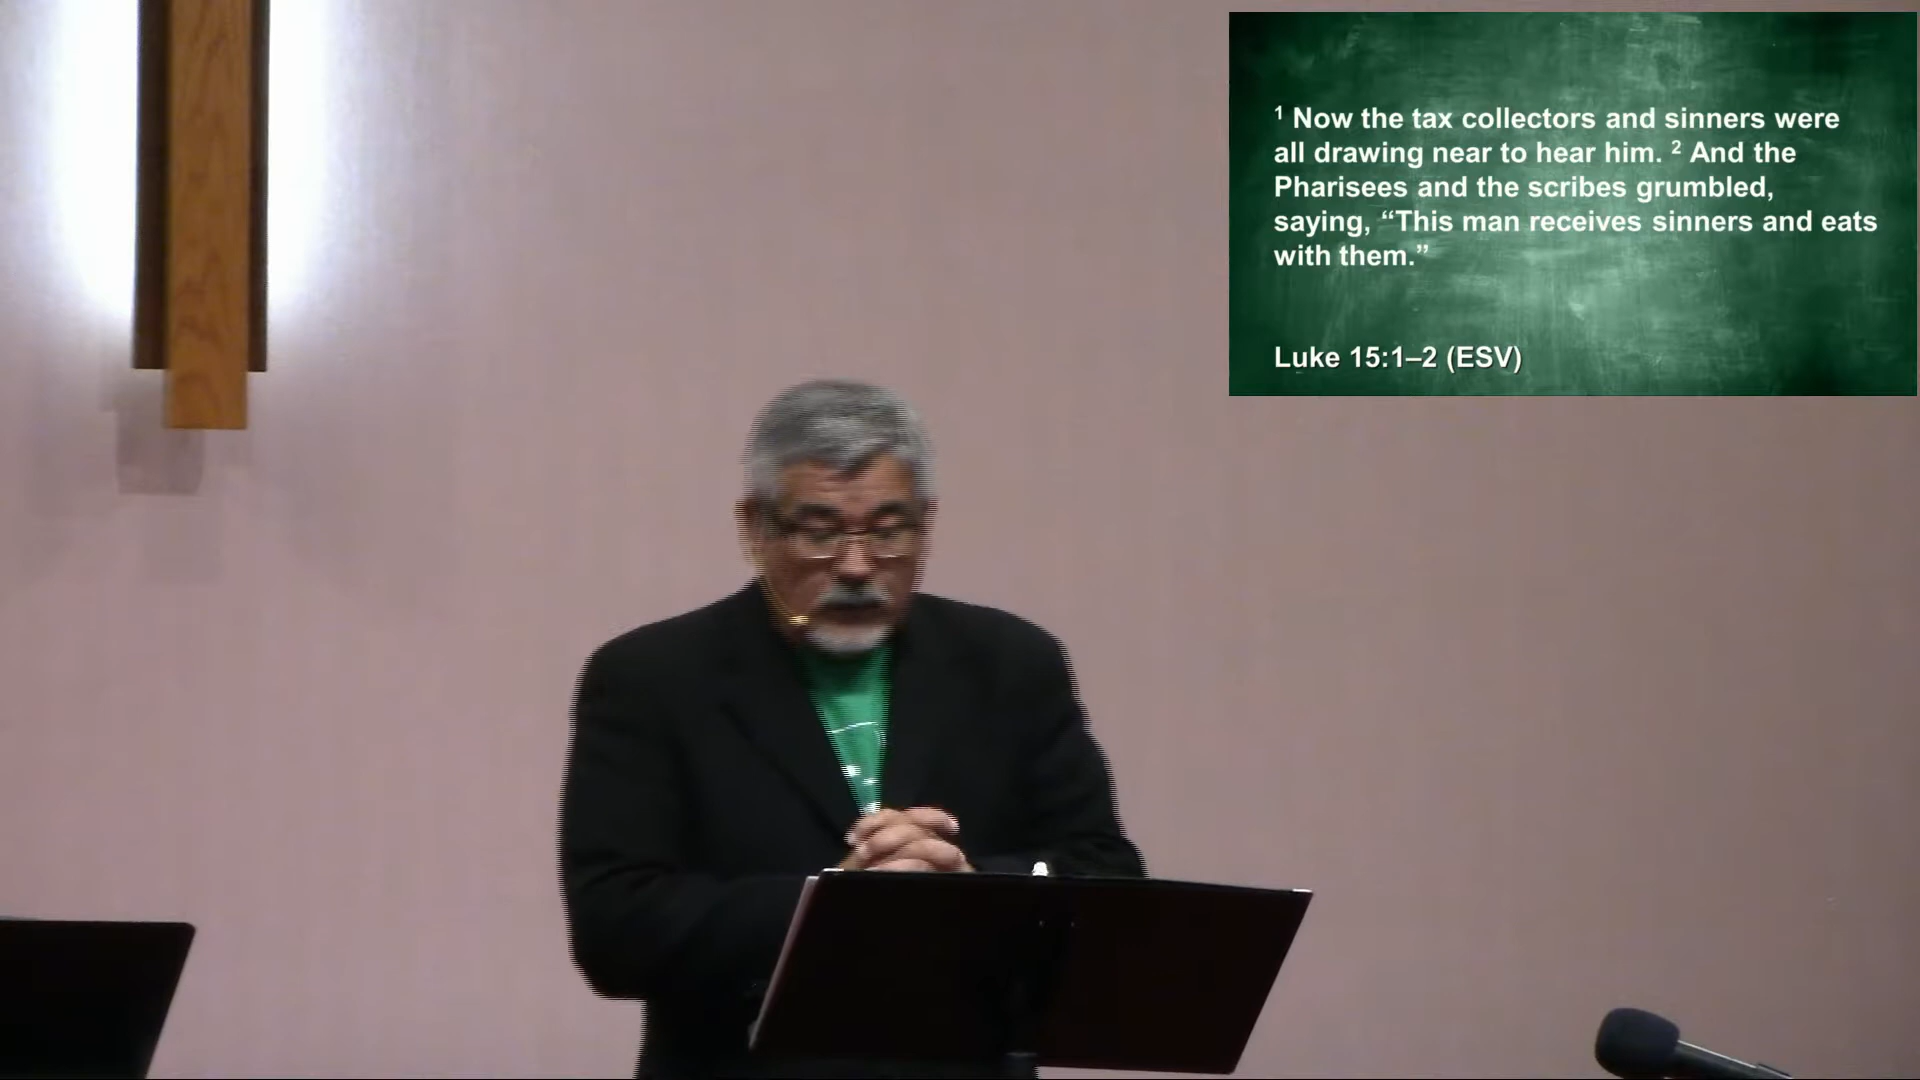 ¹ Now the tax collectors and sinners were
all drawing near to hear him. ² And the
Pharisees and the scribes grumbled,
saying, “This man receives sinners and eats
with them.”
Luke 15:1–2 (ESV)